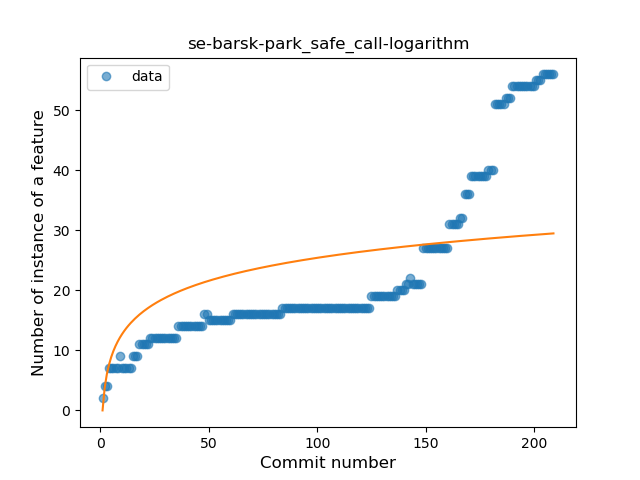 se-barsk-park_safe_call-logarithm
data
Number of instance of a feature
50
40
30
20
10
0
0 50 100 150 200
Commit number